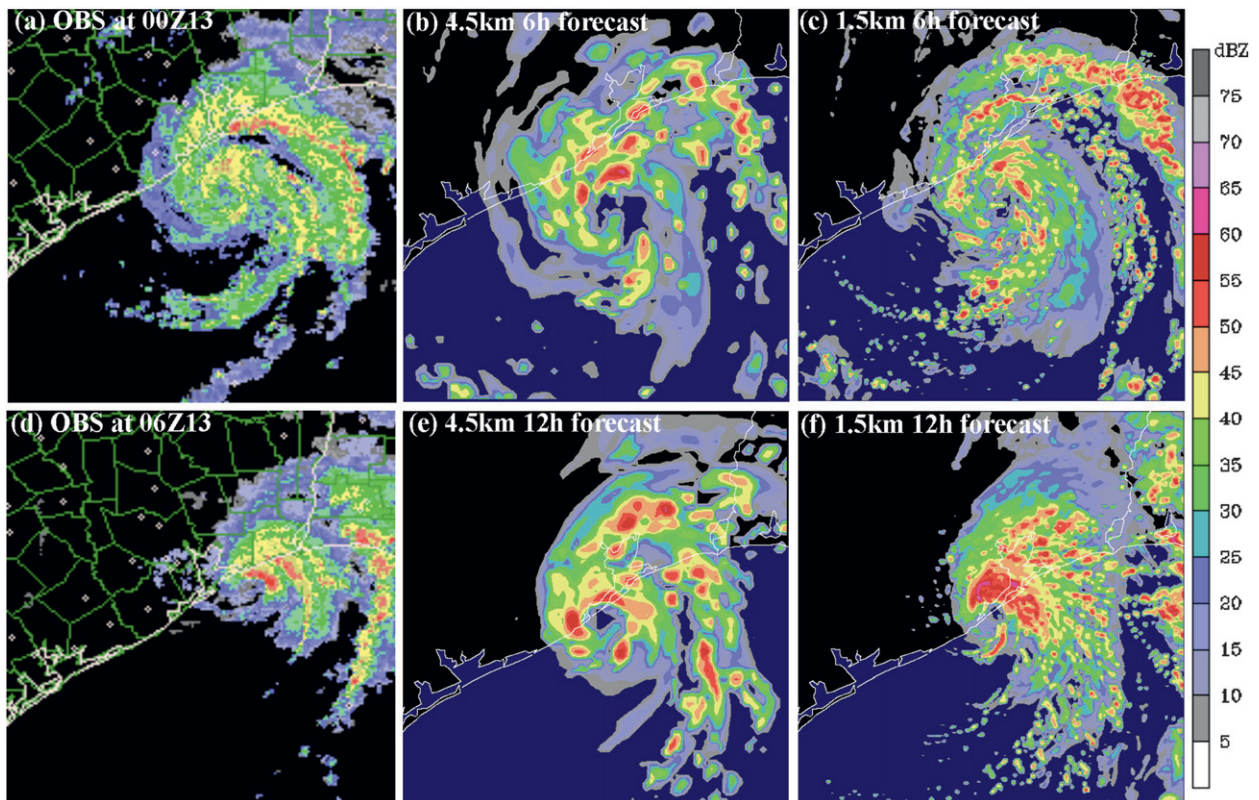 (a) OBS at 00Z13
(b) 4.5km 6h forecast
(c) 1.5km 6h forecast
dBZ
75
70
65
60
55
50
45
40
35
30
25
20
15
10
5
(d) OBS at 06Z13
(e) 4.5km 12h forecast
(f) 1.5km 12h forecast